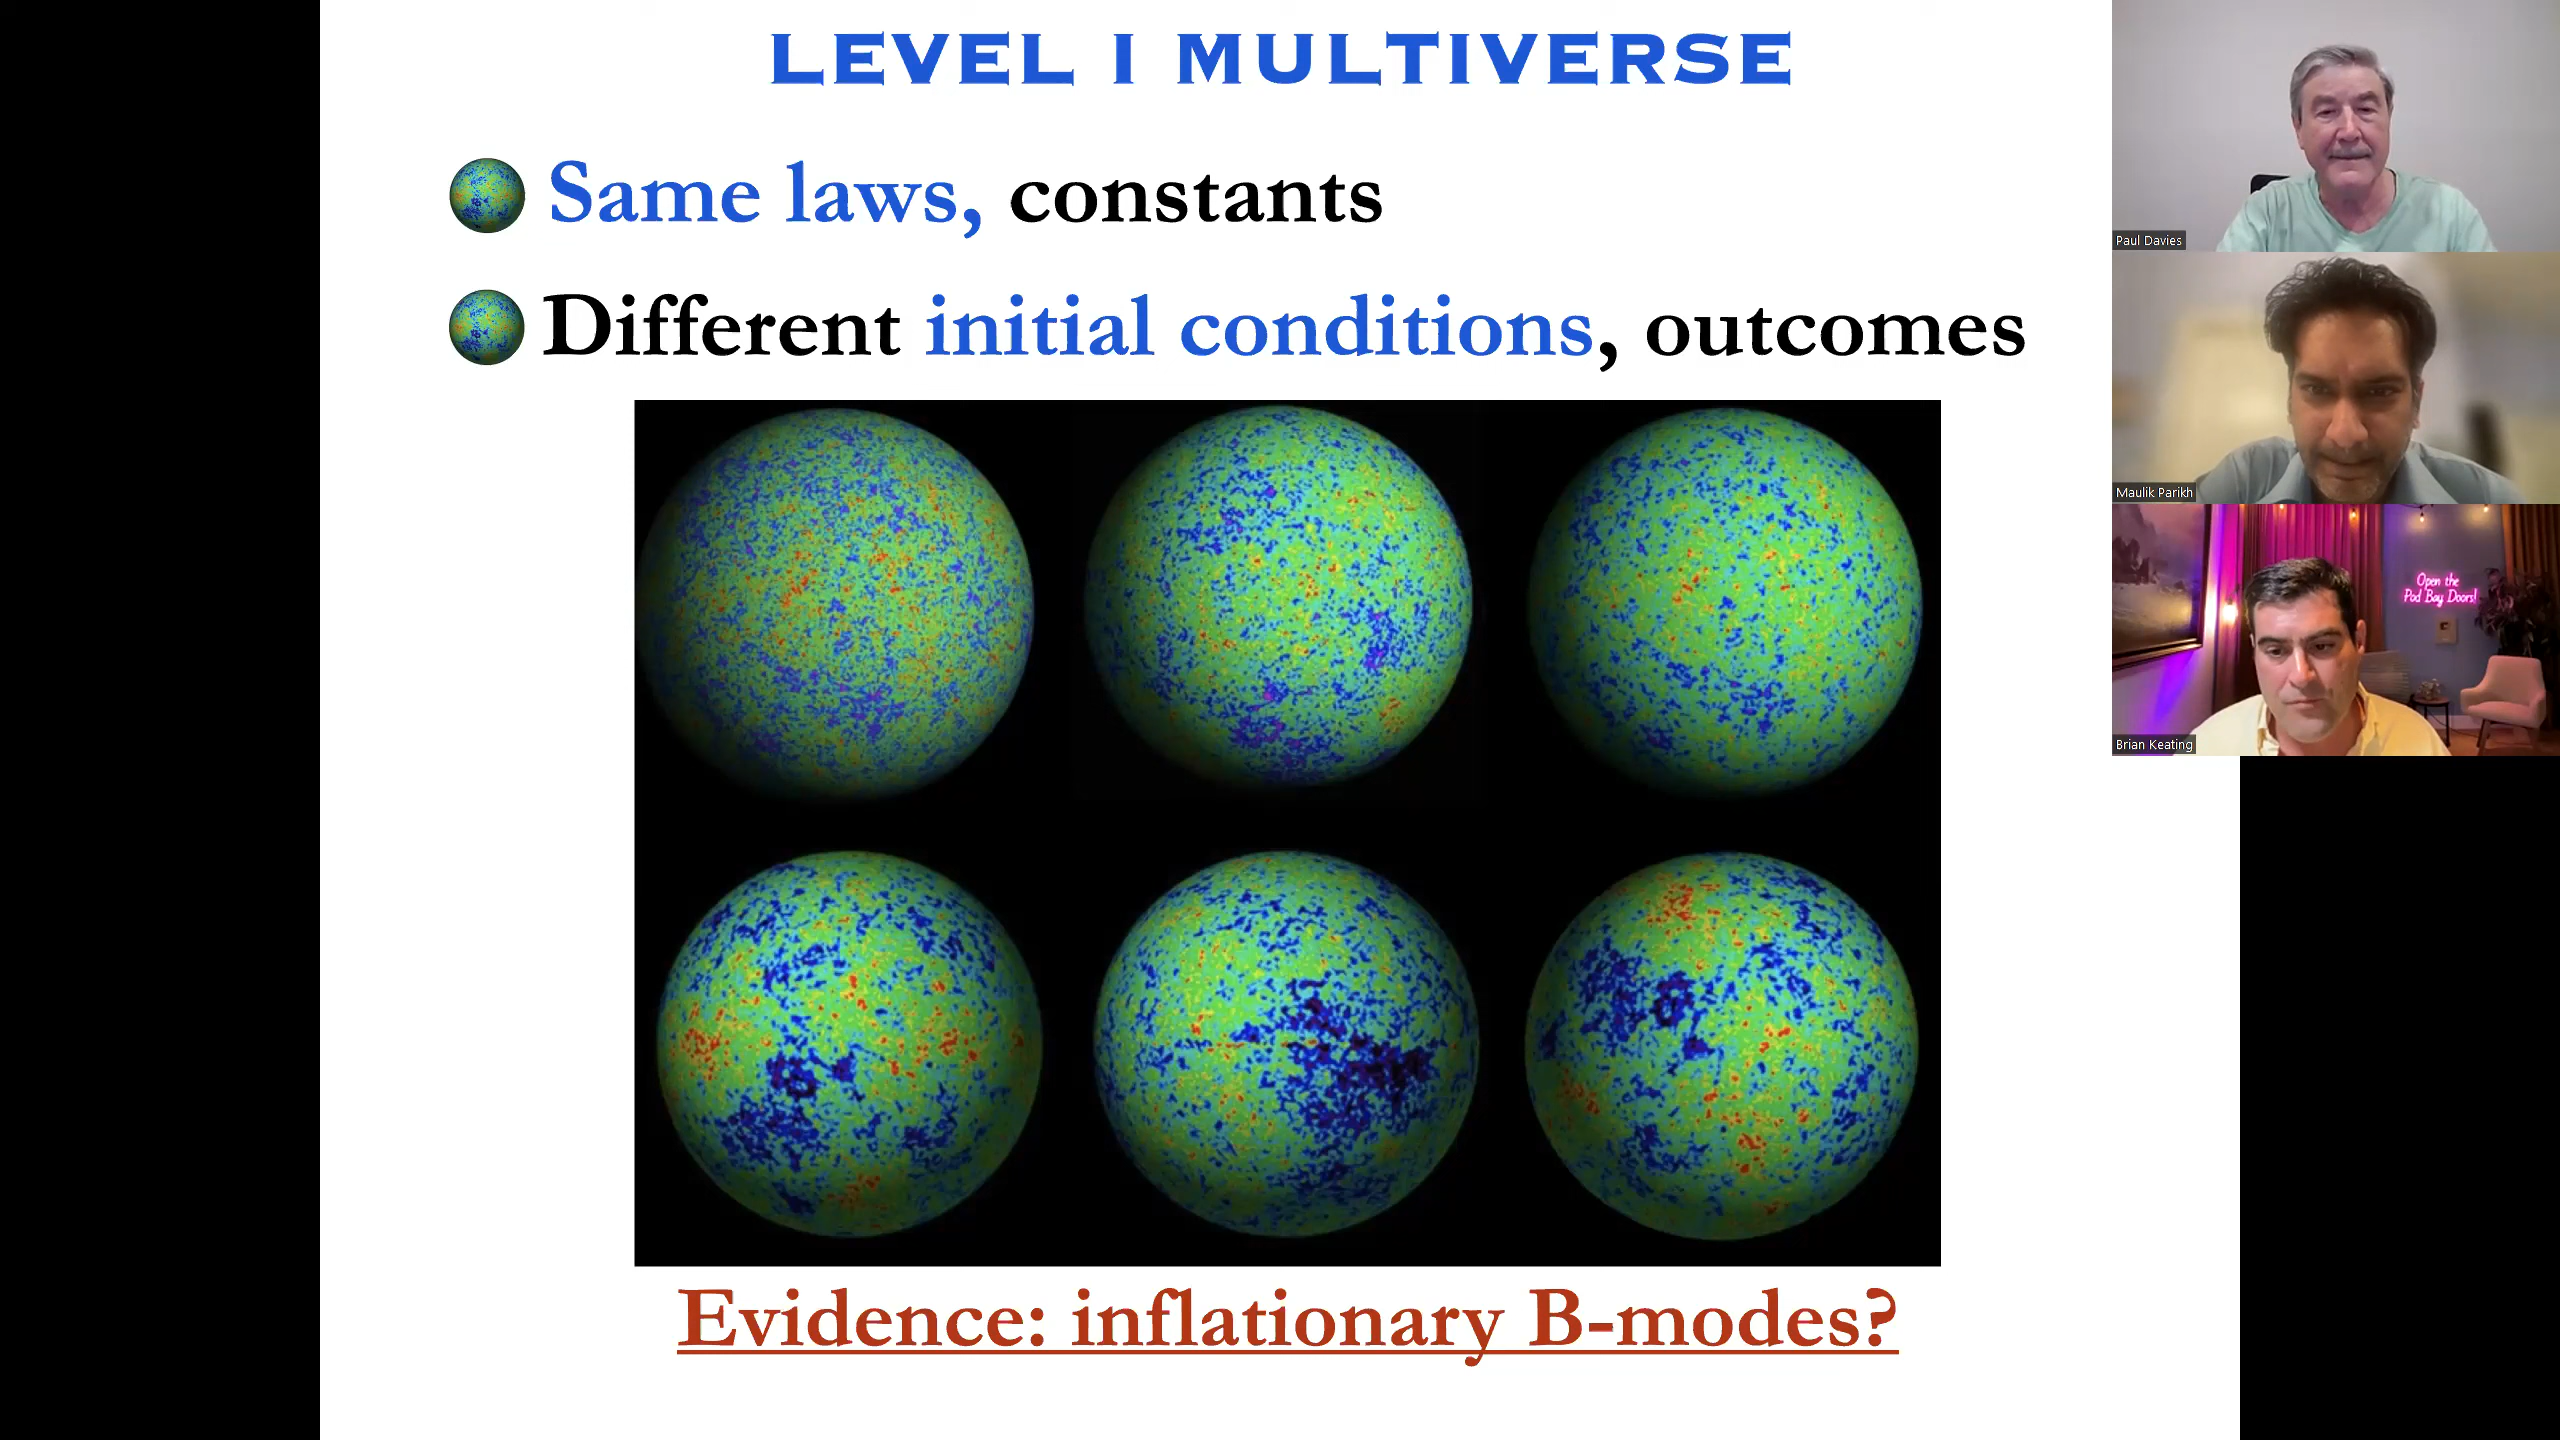 LEVEL I MULTIVERSE
Same laws, constants
Different initial conditions, outcomes
Evidence: inflationary B-modes?
Paul Davies
Maulik Parikh
Open the
Pod Bay Doors!
Brian Keating